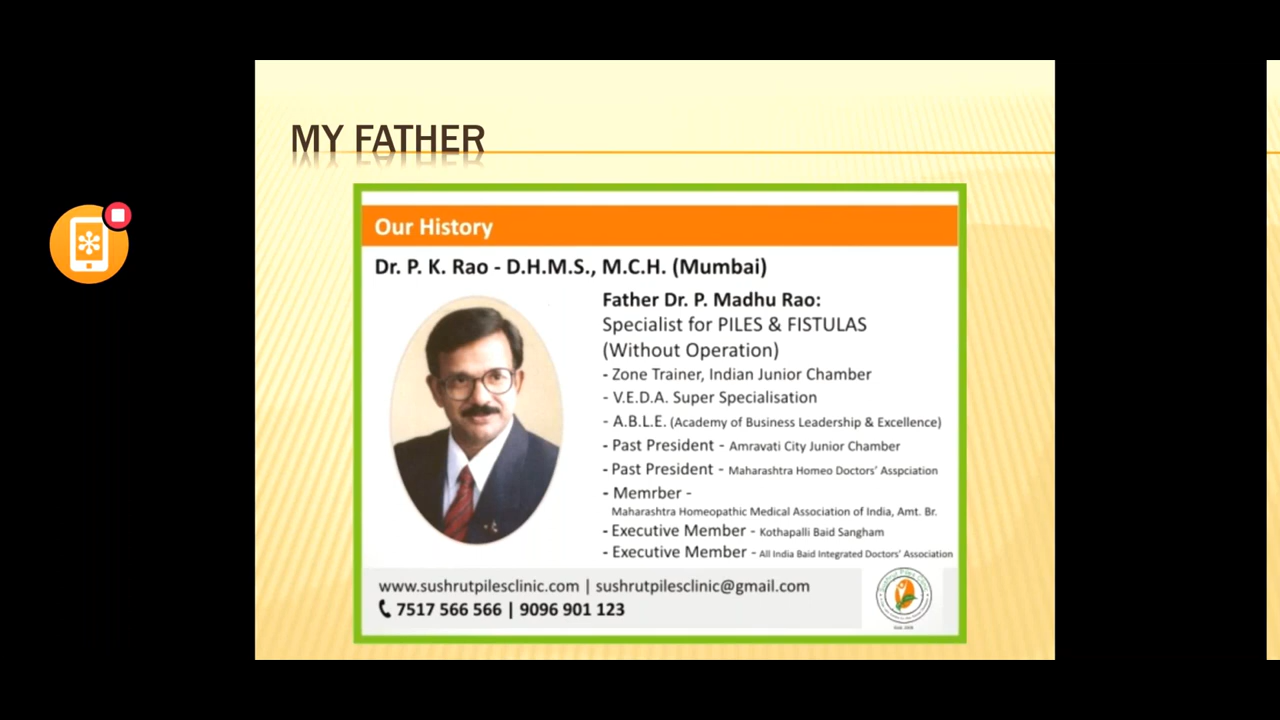 MY FATHER
Our History
Dr. P. K. Rao - D.H.M.S., M.C.H. (Mumbai)
Father Dr. P. Madhu Rao:
Specialist for PILES & FISTULAS
(Without Operation)
- Zone Trainer, Indian Junior Chamber
- V.E.D.A. Super Specialisation
- A.B.L.E. (Academy of Business Leadership & Excellence)
- Past President - Amravati City Junior Chamber
- Past President - Maharashtra Homeo Doctors' Asspciation
- Memrber -
Maharashtra Homeopathic Medical Association of India, Amt. Br.
- Executive Member - Kothapalli Baid Sangham
- Executive Member - All India Baid Integrated Doctors' Association
www.sushrutpilesclinic.com | sushrutpilesclinic@gmail.com
7517 566 566 | 9096 901 123